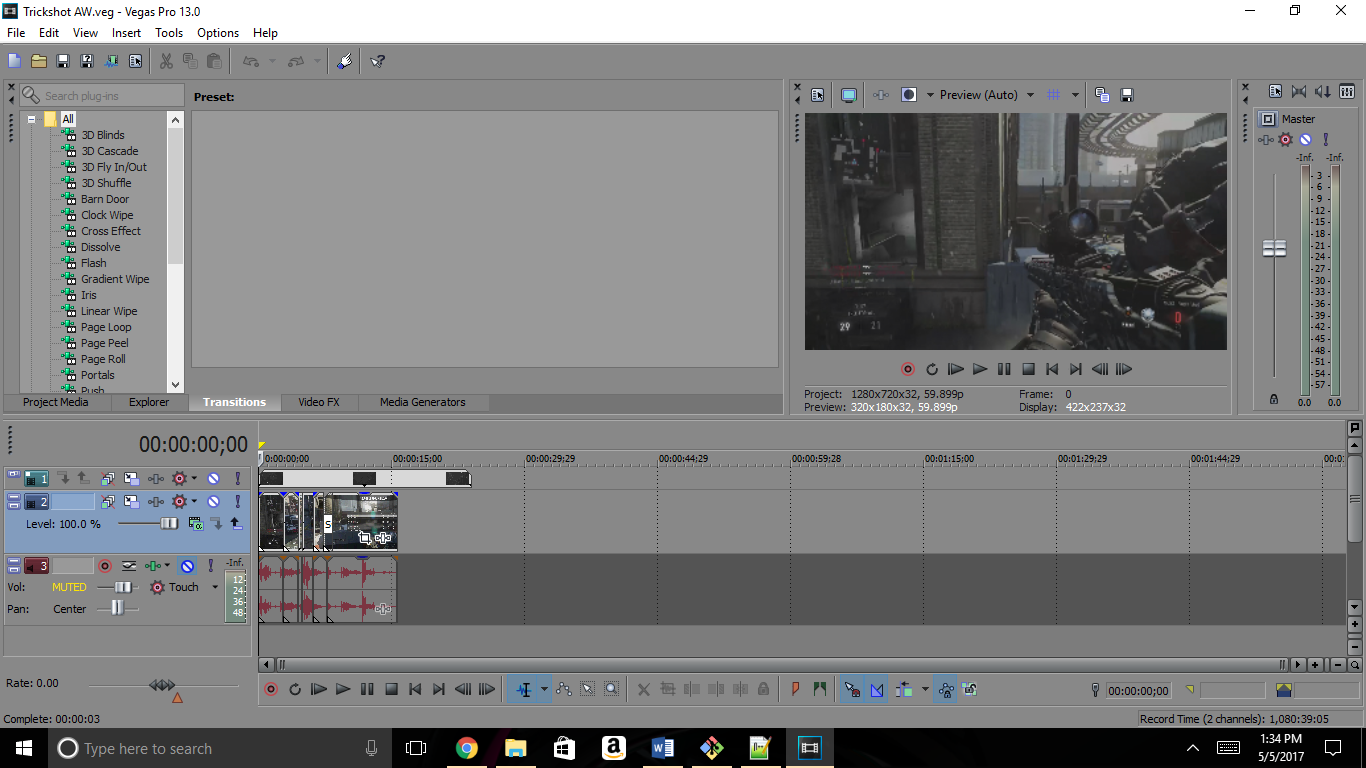 Trickshot AW.veg - Vegas Pro 13.0
File Edit View Insert Tools Options Help
Search plug-ins
Preset:
All
3D Blinds
3D Cascade
3D Fly In/Out
3D Shuffle
Barn Door
Clock Wipe
Cross Effect
Dissolve
Flash
Gradient Wipe
Iris
Linear Wipe
Page Loop
Page Peel
Page Roll
Portals
Push
Project Media Explorer Transitions Video FX Media Generators
Preview (Auto)
29 21
Project: 1280x720x32, 59.899p Frame: 0
Preview: 320x180x32, 59.899p Display: 422x237x32
Master
-Inf. -Inf.
- 3 -
- 6 -
- 9 -
-12-
-15-
-18-
-21-
-24-
-27-
-30-
-33-
-36-
-39-
-42-
-45-
-48-
-51-
-54-
-57-
0.0 0.0
00:00:00;00
0:00:00;00 00:00:15;00 00:00:29;29 00:00:44;29 00:00:59;28 00:01:15;00 00:01:29;29 00:01:44;29 00:0
1
2
Level: 100.0 %
S
3
-Inf.
Vol: MUTED Touch
Pan: Center
12-
24-
36-
48-
Rate: 0.00
00:00:00;00
Complete: 00:00:03
Record Time (2 channels): 1,080:39:05
Type here to search
1:34 PM
5/5/2017